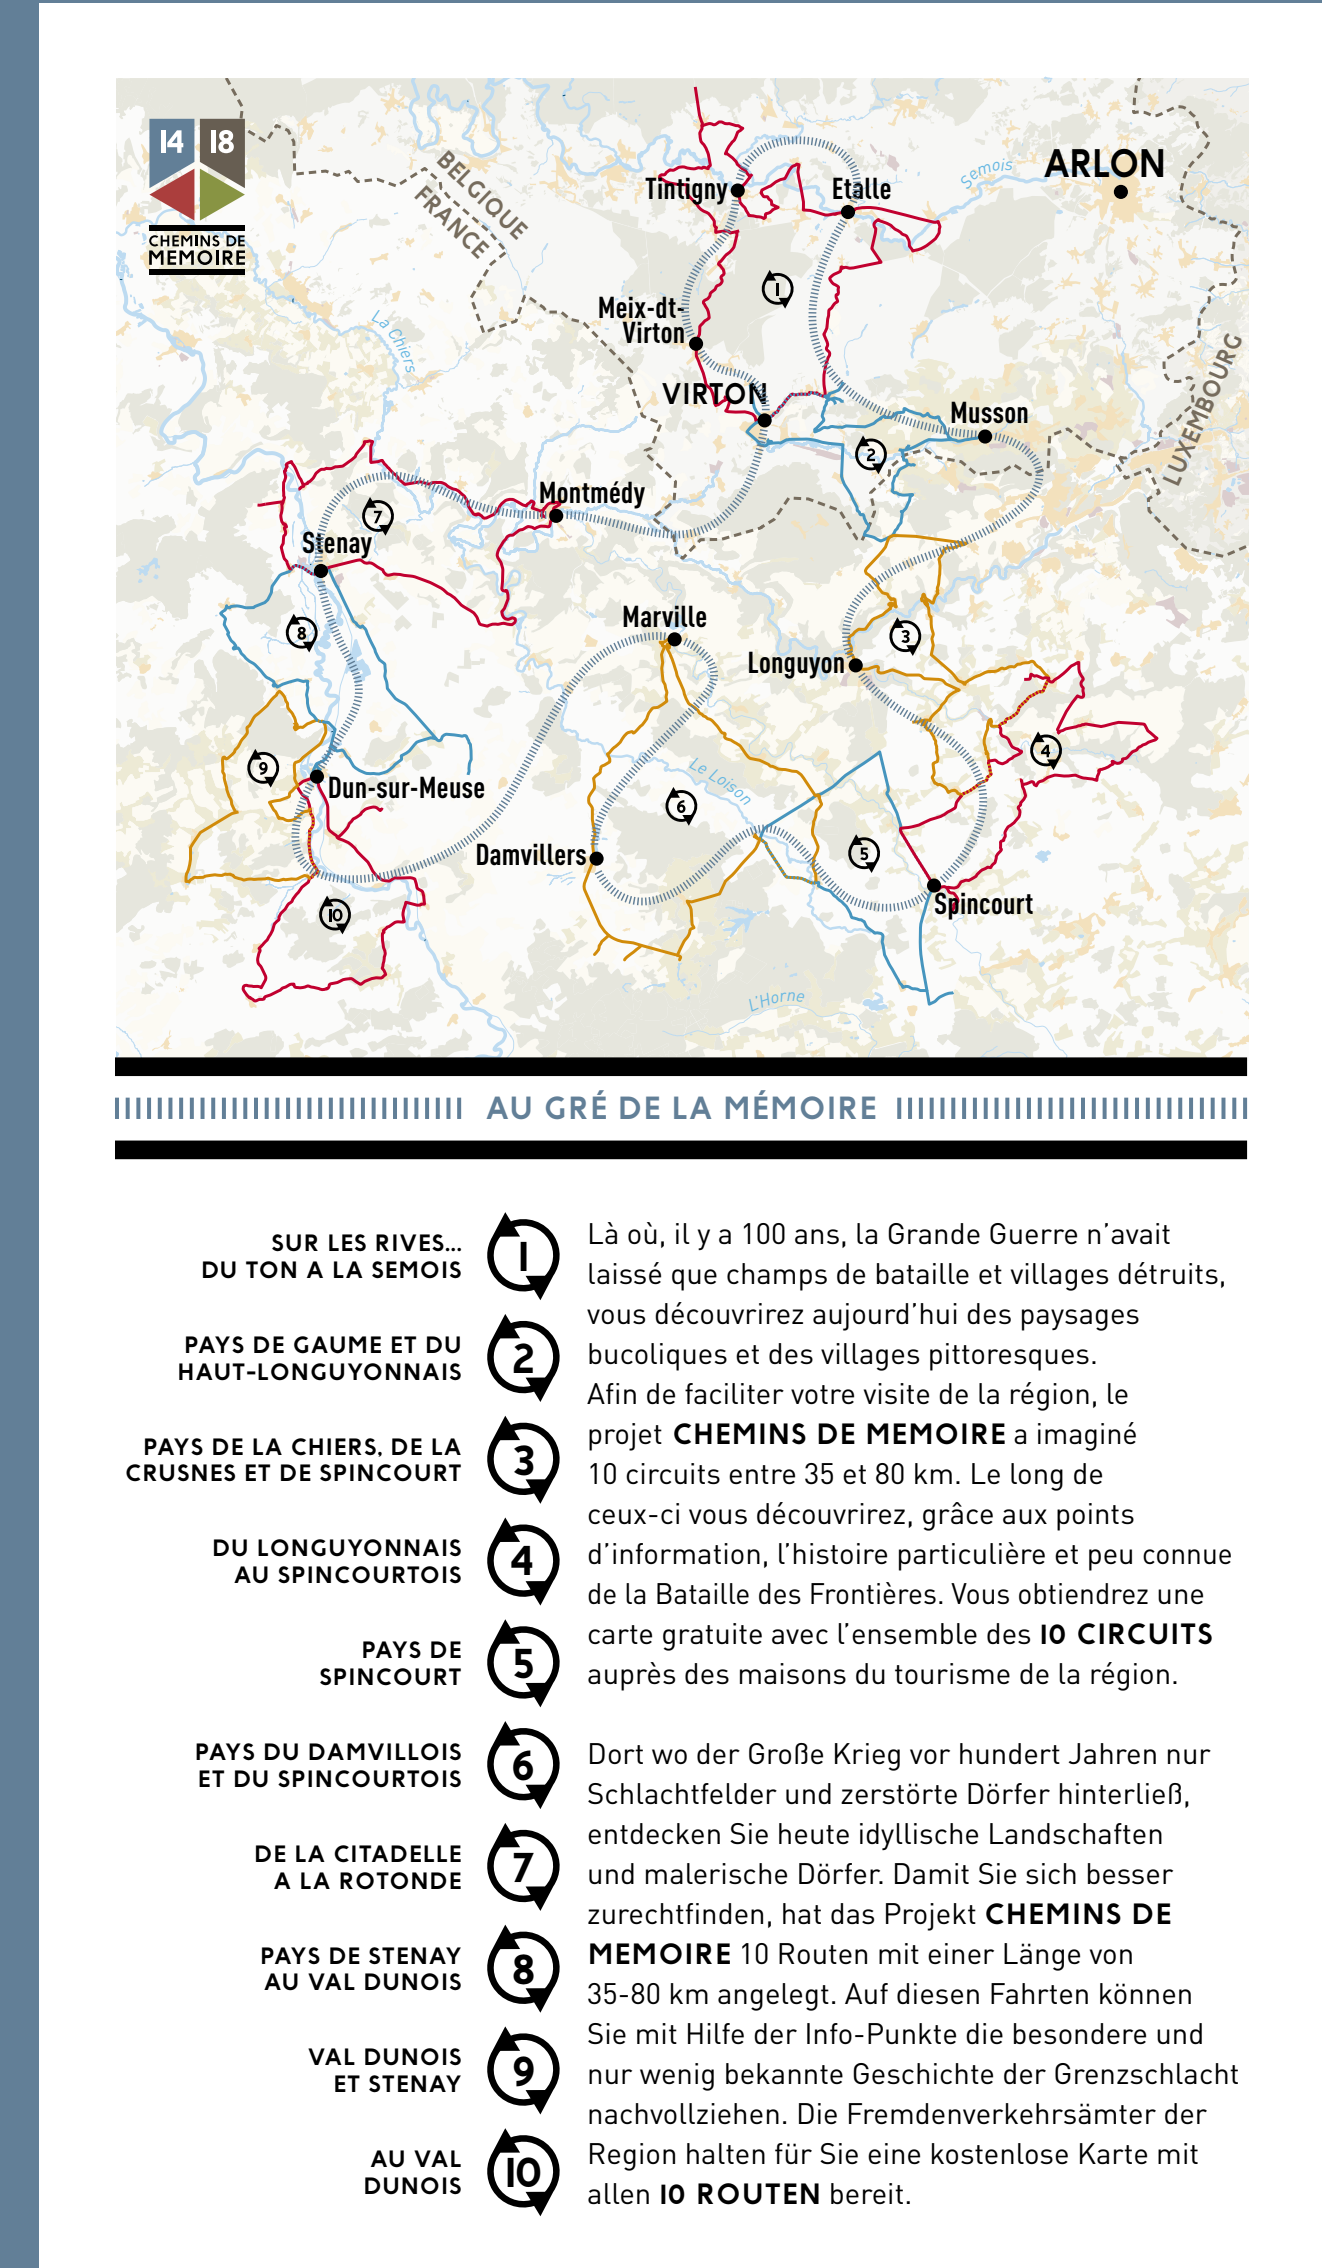 14 18
CHEMINS DE
MEMOIRE
BELGIQUE
FRANCE
Tintigny
Etalle
Semois
ARLON
1
Meix-dt-
Virton
La Chiers
LUXEMBOURG
VIRTON
Musson
2
Montmédy
7
Stenay
8
Marville
3
Longuyon
4
9
Dun-sur-Meuse
Le Loison
6
Damvillers
5
Spincourt
10
L'Horne
AU GRÉ DE LA MÉMOIRE
SUR LES RIVES...
DU TON A LA SEMOIS
1
PAYS DE GAUME ET DU
HAUT-LONGUYONNAIS
2
PAYS DE LA CHIERS, DE LA
CRUSNES ET DE SPINCOURT
3
DU LONGUYONNAIS
AU SPINCOURTOIS
4
PAYS DE
SPINCOURT
5
PAYS DU DAMVILLOIS
ET DU SPINCOURTOIS
6
DE LA CITADELLE
A LA ROTONDE
7
PAYS DE STENAY
AU VAL DUNOIS
8
VAL DUNOIS
ET STENAY
9
AU VAL
DUNOIS
10
Là où, il y a 100 ans, la Grande Guerre n'avait
laissé que champs de bataille et villages détruits,
vous découvrirez aujourd'hui des paysages
bucoliques et des villages pittoresques.
Afin de faciliter votre visite de la région, le
projet CHEMINS DE MEMOIRE a imaginé
10 circuits entre 35 et 80 km. Le long de
ceux-ci vous découvrirez, grâce aux points
d'information, l'histoire particulière et peu connue
de la Bataille des Frontières. Vous obtiendrez une
carte gratuite avec l'ensemble des 10 CIRCUITS
auprès des maisons du tourisme de la région.
Dort wo der Große Krieg vor hundert Jahren nur
Schlachtfelder und zerstörte Dörfer hinterließ,
entdecken Sie heute idyllische Landschaften
und malerische Dörfer. Damit Sie sich besser
zurechtfinden, hat das Projekt CHEMINS DE
MEMOIRE 10 Routen mit einer Länge von
35-80 km angelegt. Auf diesen Fahrten können
Sie mit Hilfe der Info-Punkte die besondere und
nur wenig bekannte Geschichte der Grenzschlacht
nachvollziehen. Die Fremdenverkehrsämter der
Region halten für Sie eine kostenlose Karte mit
allen 10 ROUTEN bereit.